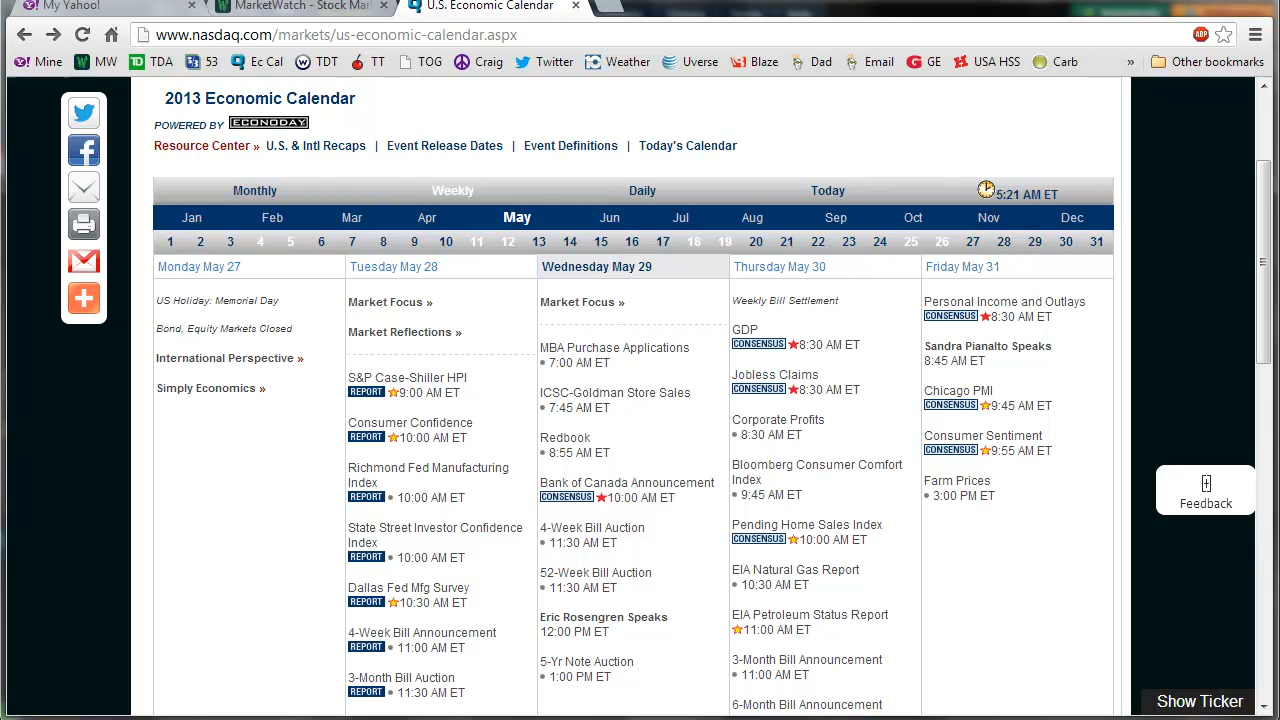 My Yahoo!
MarketWatch - Stock Mar
U.S. Economic Calendar
www.nasdaq.com/markets/us-economic-calendar.aspx
ABP
Mine
MW
TDA
53
Ec Cal
TDT
TT
TOG
Craig
Twitter
Weather
Uverse
Blaze
Dad
Email
GE
USA HSS
Carb
»
Other bookmarks
2013 Economic Calendar
POWERED BY ECONODAY
Resource Center » U.S. & Intl Recaps | Event Release Dates | Event Definitions | Today's Calendar
Monthly Weekly Daily Today 5:21 AM ET
Jan Feb Mar Apr May Jun Jul Aug Sep Oct Nov Dec
1 2 3 4 5 6 7 8 9 10 11 12 13 14 15 16 17 18 19 20 21 22 23 24 25 26 27 28 29 30 31
Monday May 27
US Holiday: Memorial Day
Bond, Equity Markets Closed
International Perspective »
Simply Economics »
Tuesday May 28
Market Focus »
Market Reflections »
S&P Case-Shiller HPI
REPORT 9:00 AM ET
Consumer Confidence
REPORT 10:00 AM ET
Richmond Fed Manufacturing
Index
REPORT • 10:00 AM ET
State Street Investor Confidence
Index
REPORT • 10:00 AM ET
Dallas Fed Mfg Survey
REPORT 10:30 AM ET
4-Week Bill Announcement
REPORT • 11:00 AM ET
3-Month Bill Auction
REPORT • 11:30 AM ET
Wednesday May 29
Market Focus »
MBA Purchase Applications
• 7:00 AM ET
ICSC-Goldman Store Sales
• 7:45 AM ET
Redbook
• 8:55 AM ET
Bank of Canada Announcement
CONSENSUS 10:00 AM ET
4-Week Bill Auction
• 11:30 AM ET
52-Week Bill Auction
• 11:30 AM ET
Eric Rosengren Speaks
12:00 PM ET
5-Yr Note Auction
• 1:00 PM ET
Thursday May 30
Weekly Bill Settlement
GDP
CONSENSUS 8:30 AM ET
Jobless Claims
CONSENSUS 8:30 AM ET
Corporate Profits
• 8:30 AM ET
Bloomberg Consumer Comfort
Index
• 9:45 AM ET
Pending Home Sales Index
CONSENSUS 10:00 AM ET
EIA Natural Gas Report
• 10:30 AM ET
EIA Petroleum Status Report
11:00 AM ET
3-Month Bill Announcement
• 11:00 AM ET
6-Month Bill Announcement
Friday May 31
Personal Income and Outlays
CONSENSUS 8:30 AM ET
Sandra Pianalto Speaks
8:45 AM ET
Chicago PMI
CONSENSUS 9:45 AM ET
Consumer Sentiment
CONSENSUS 9:55 AM ET
Farm Prices
• 3:00 PM ET
Feedback
Show Ticker